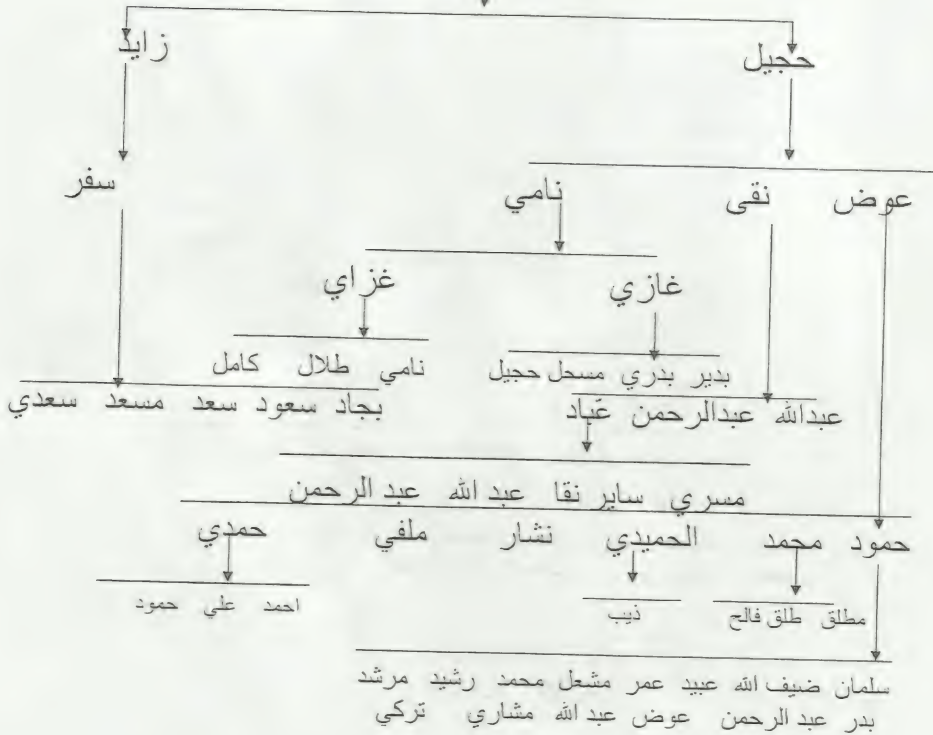 حجيل زايد
عوض نقى نامي سفر
غازي غزاي
بدير بدري مسحل حجيل نامي طلال كامل
عبدالله عبدالرحمن عّباد بجاد سعود سعد مسعد سعدي
مسري ساير نقا عبد الله عبد الرحمن
حمود محمد الحميدي نشار ملفي حمدي
مطلق طلق فالح ذيب احمد علي حمود
سلمان ضيف الله عبيد عمر مشعل محمد رشيد مرشد
بدر عبد الرحمن عوض عبد الله مشاري تركي